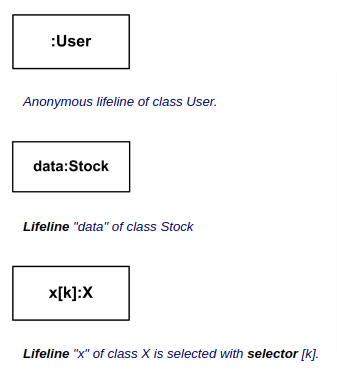 :User
Anonymous lifeline of class User.
data:Stock
Lifeline "data" of class Stock
x[k]:X
Lifeline "x" of class X is selected with selector [k].